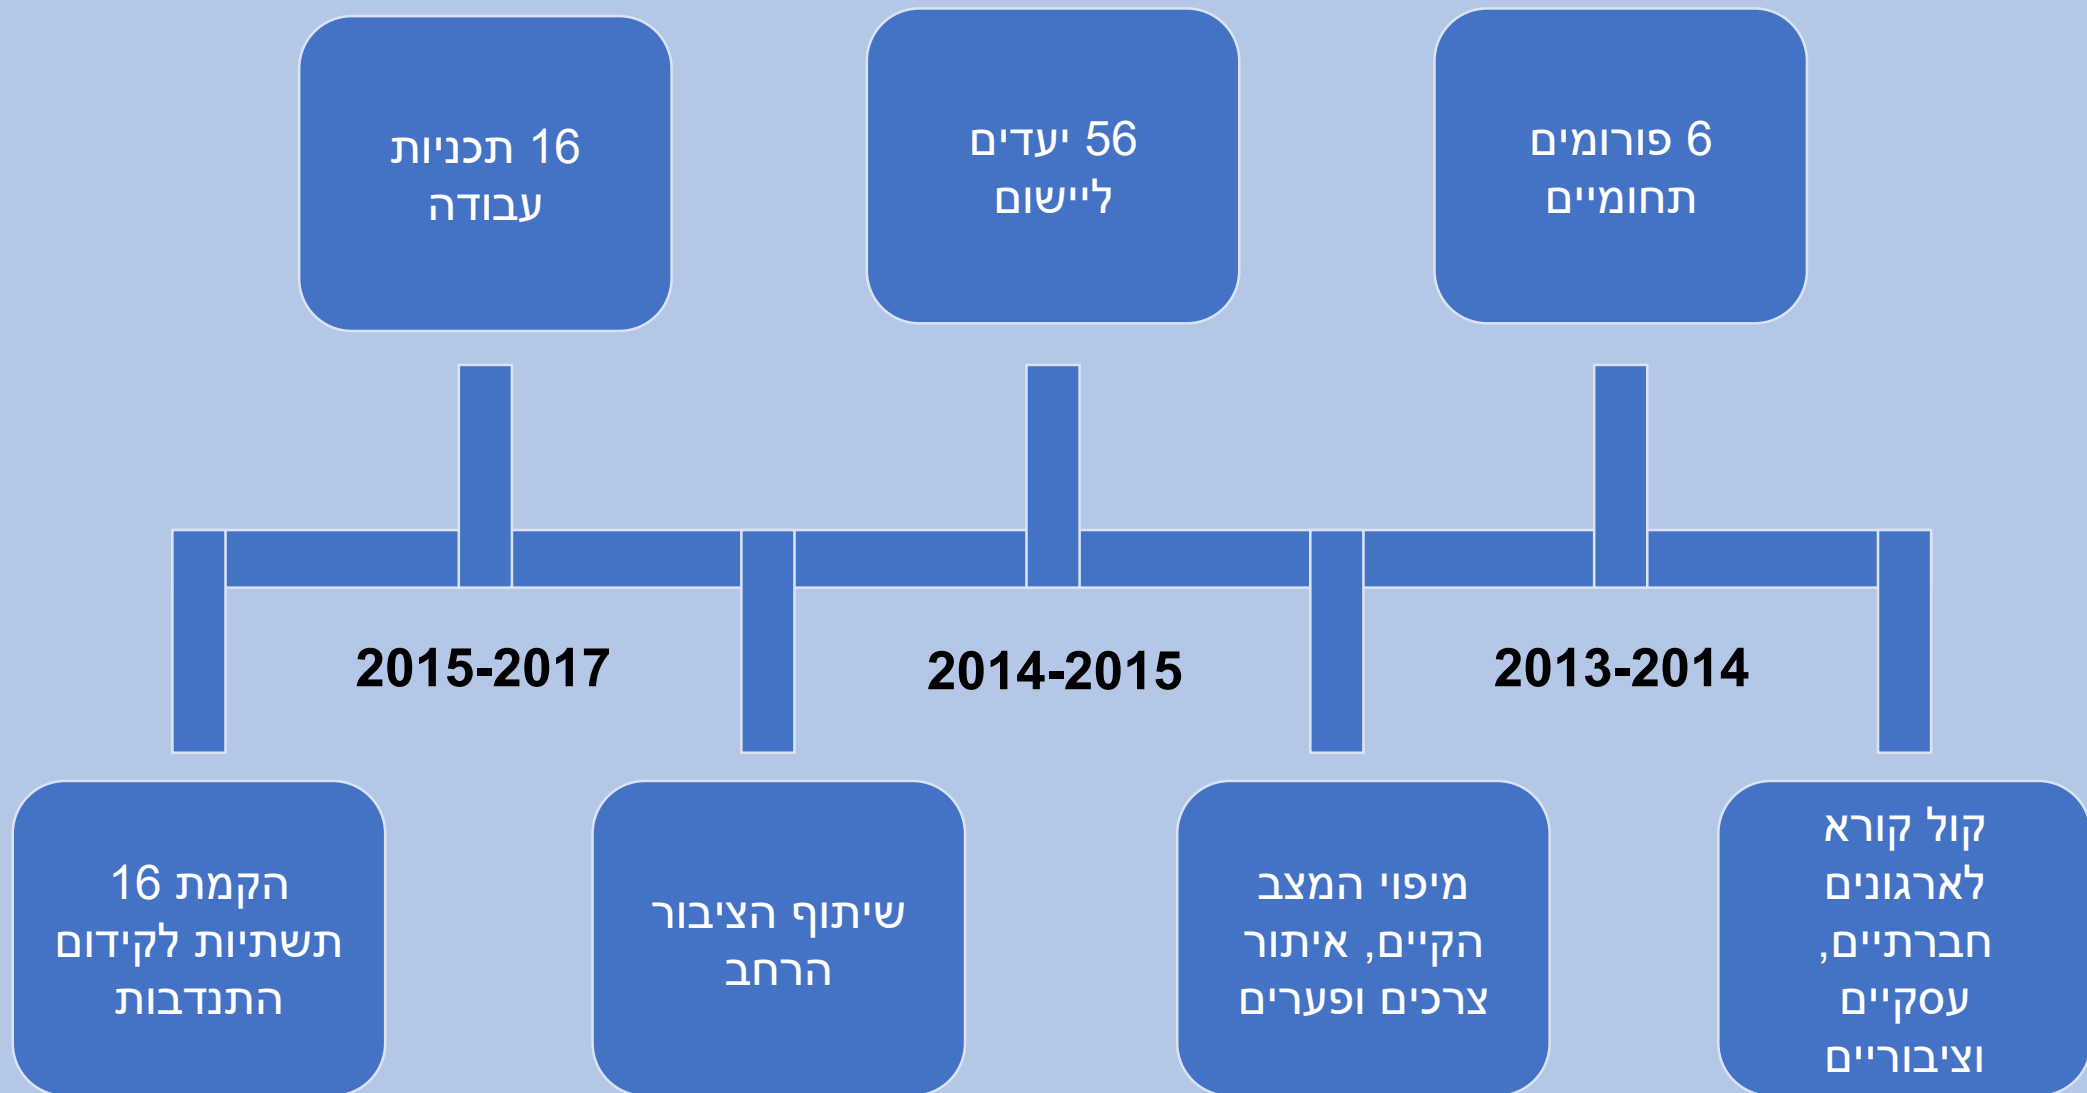 6 פורומים
תחומיים
56 יעדים
ליישום
16 תכניות
עבודה
2013-2014
2014-2015
2015-2017
קול קורא
לארגונים
חברתיים,
עסקיים
וציבוריים
מיפוי המצב
הקיים, איתור
צרכים ופערים
שיתוף הציבור
הרחב
הקמת 16
תשתיות לקידום
התנדבות